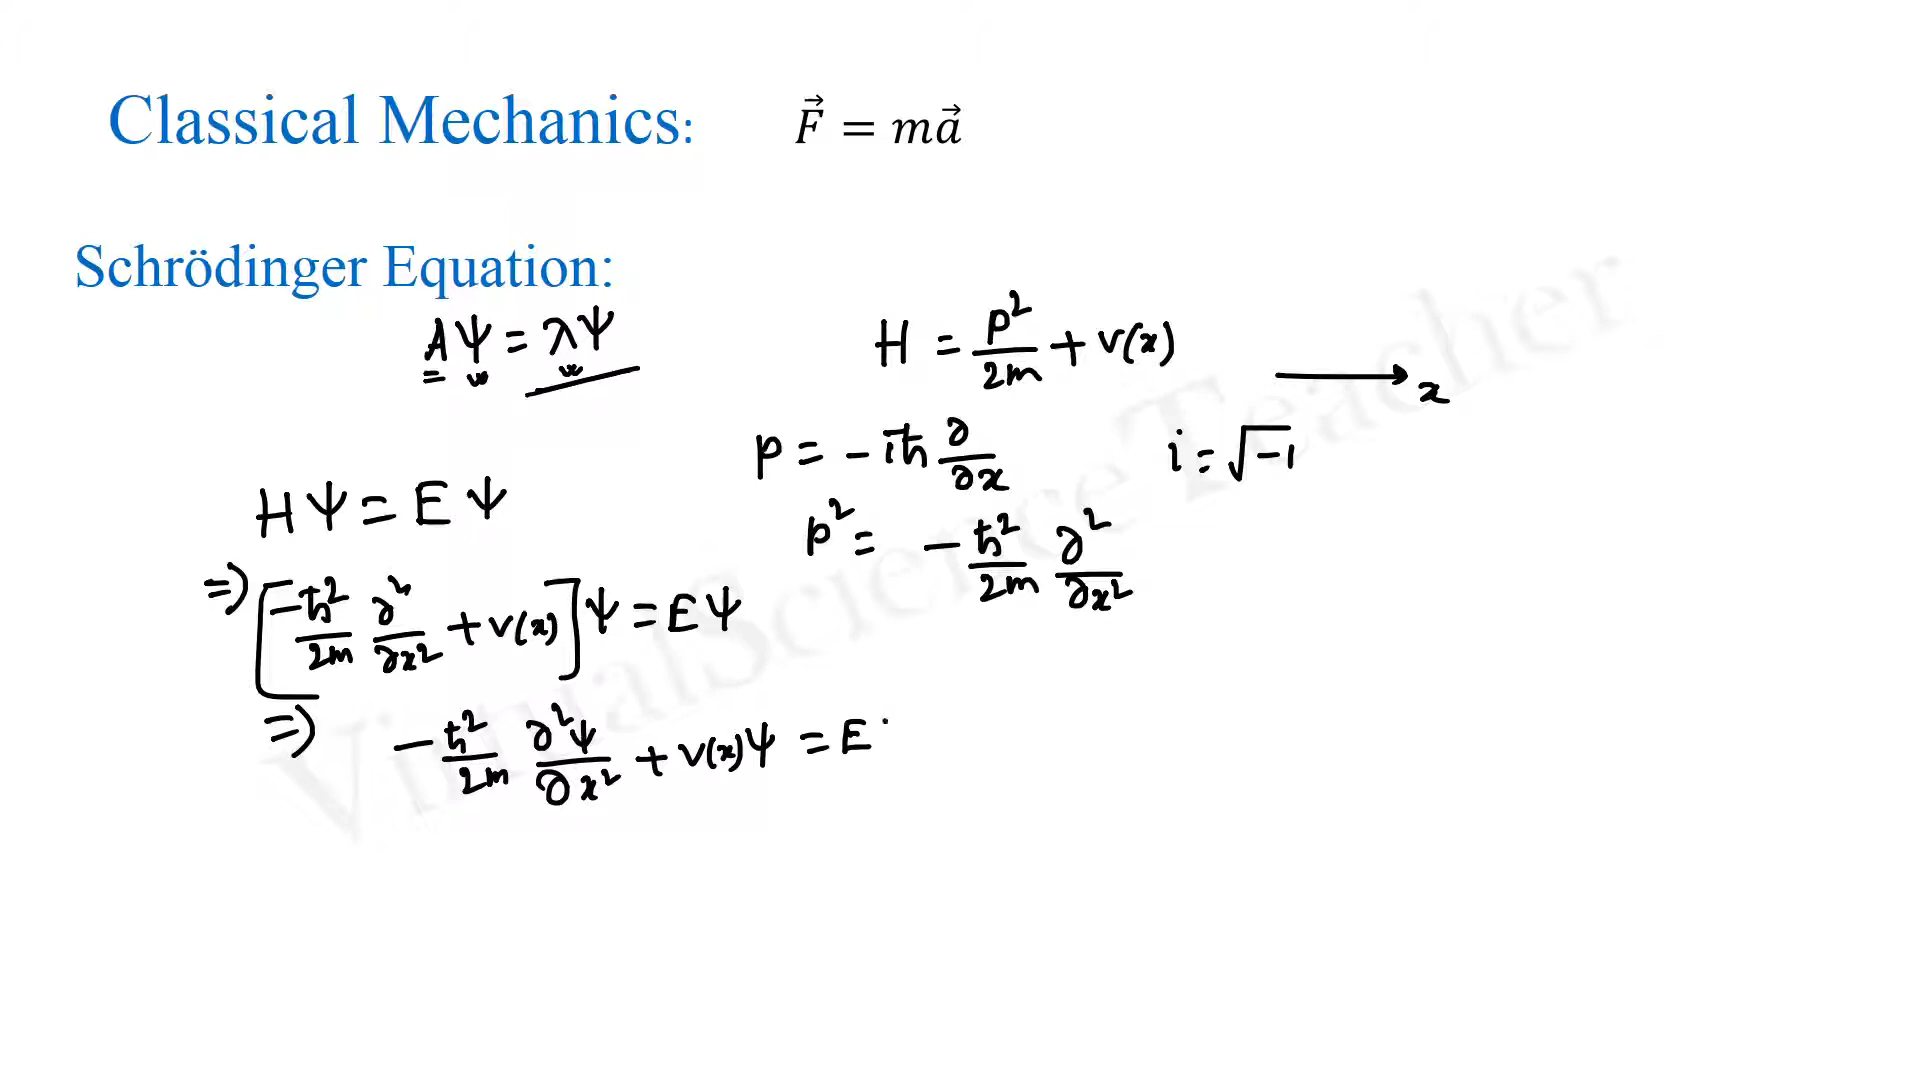 Classical Mechanics: F⃗ = ma⃗
Schrödinger Equation:
Aψ = λψ
H = p²/2m + v(x)
x
p = -iħ ∂/∂x
i = √-1
Hψ = Eψ
p² = -ħ²/2m ∂²/∂x²
⇒ [-ħ²/2m ∂²/∂x² + v(x)]ψ = Eψ
⇒ -ħ²/2m ∂²ψ/∂x² + v(x)ψ = E
VirtualScienceTeacher